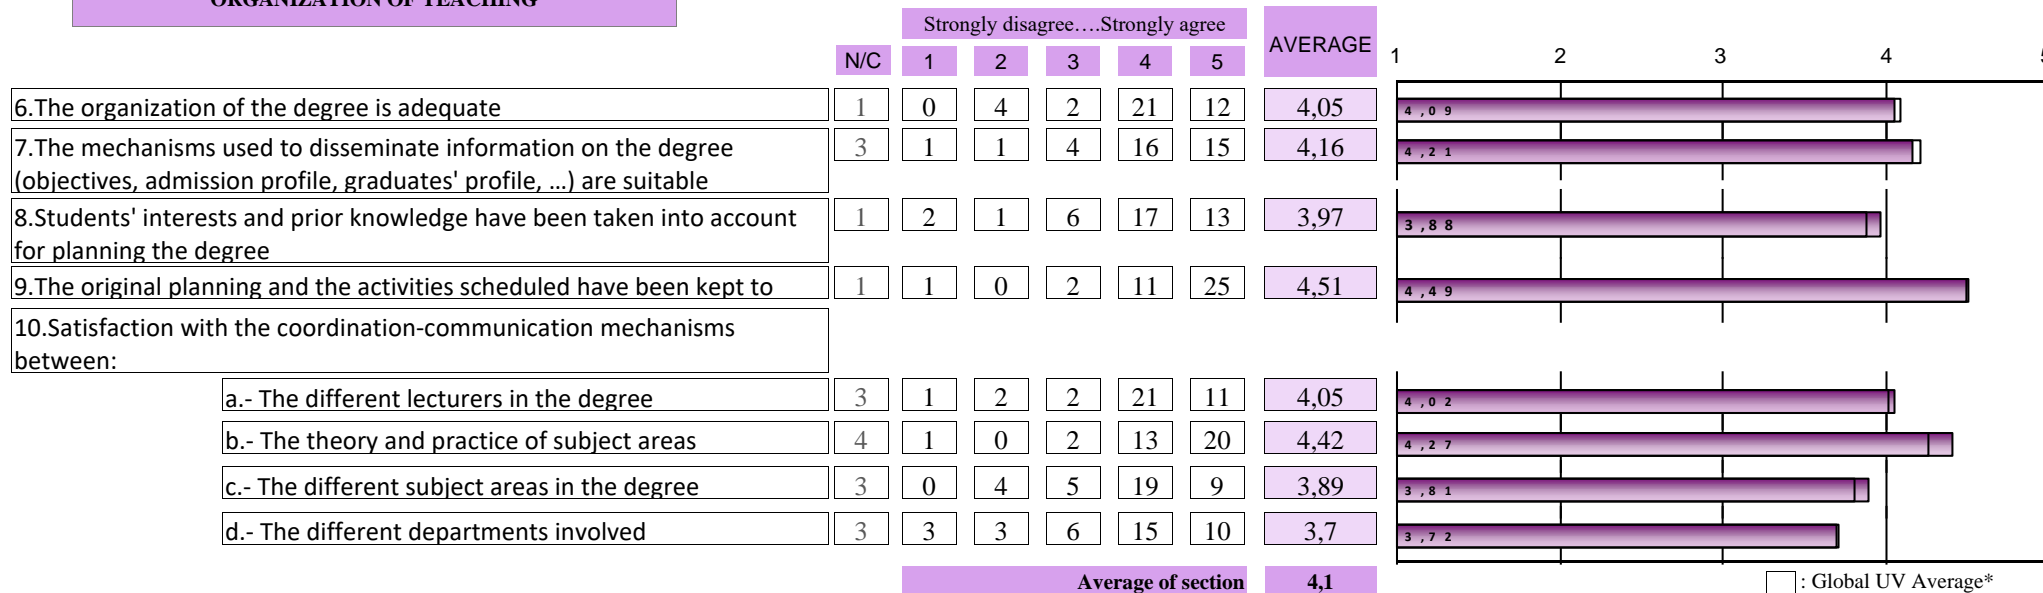 ORGANIZATION OF TEACHING
Strongly disagree....Strongly agree
AVERAGE
N/C 1 2 3 4 5
1 2 3 4 5
6.The organization of the degree is adequate 1 0 4 2 21 12 4,05 4,09
7.The mechanisms used to disseminate information on the degree 3 1 1 4 16 15 4,16 4,21
(objectives, admission profile, graduates' profile, ...) are suitable
8.Students' interests and prior knowledge have been taken into account 1 2 1 6 17 13 3,97 3,88
for planning the degree
9.The original planning and the activities scheduled have been kept to 1 1 0 2 11 25 4,51 4,49
10.Satisfaction with the coordination-communication mechanisms
between:
a.- The different lecturers in the degree 3 1 2 2 21 11 4,05 4,02
b.- The theory and practice of subject areas 4 1 0 2 13 20 4,42 4,27
c.- The different subject areas in the degree 3 0 4 5 19 9 3,89 3,81
d.- The different departments involved 3 3 3 6 15 10 3,7 3,72
Average of section 4,1
: Global UV Average*